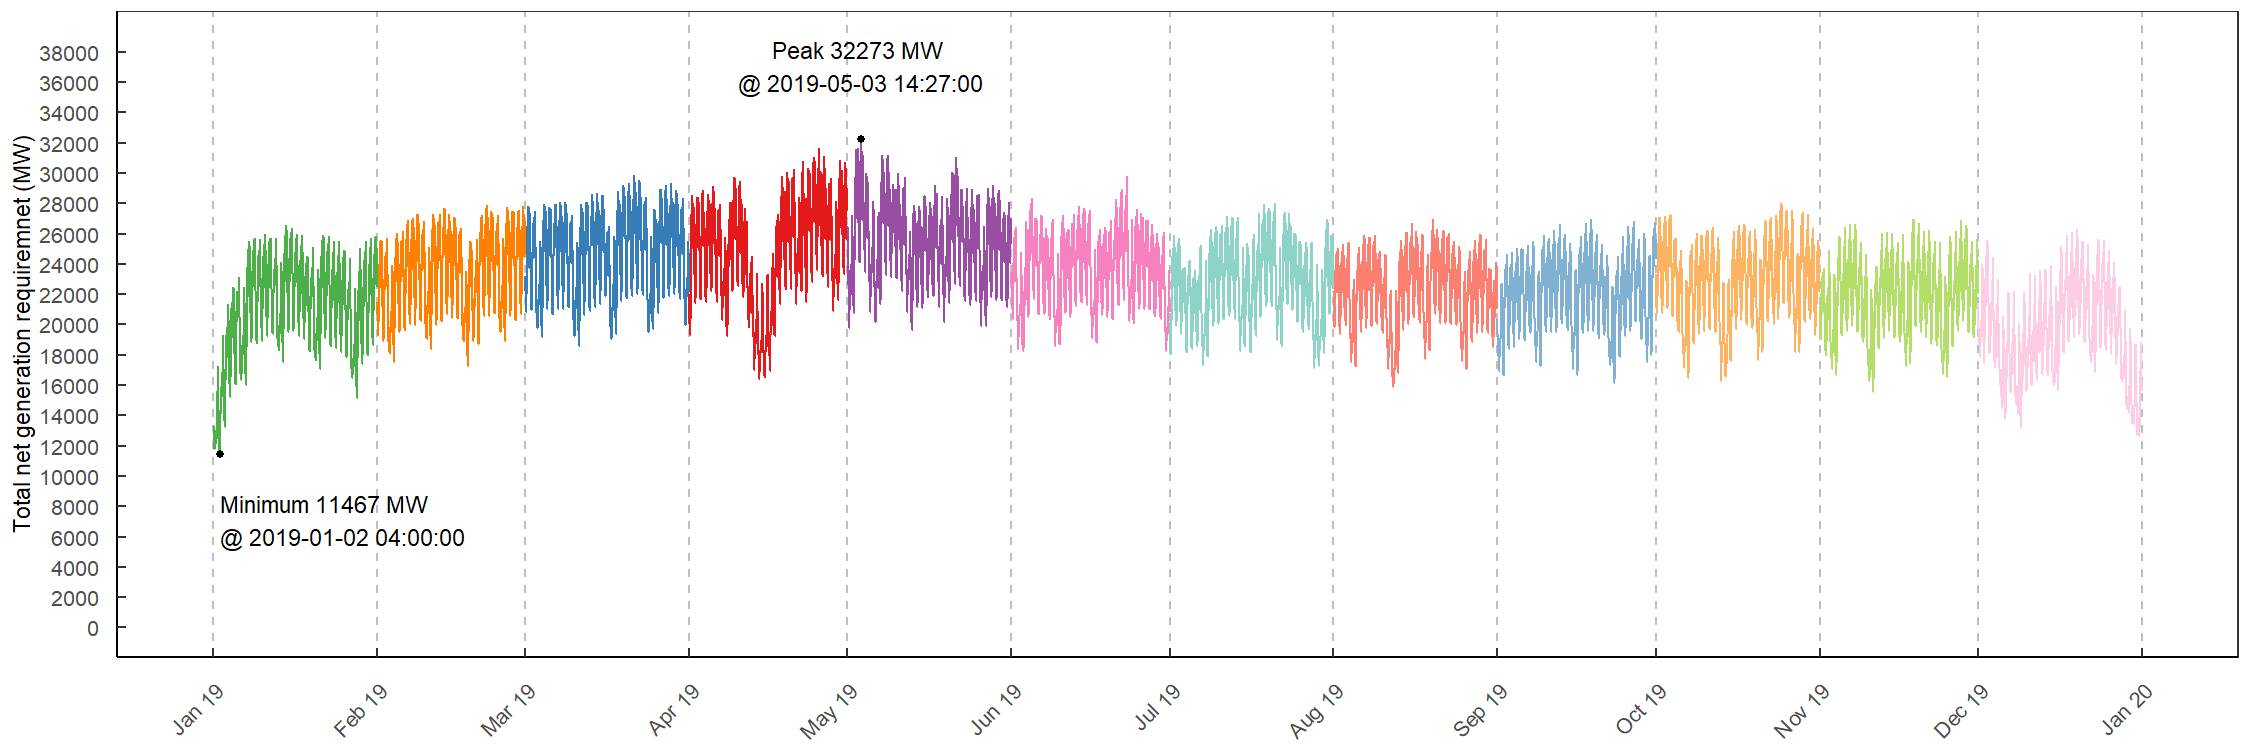 Peak 32273 MW
@ 2019-05-03 14:27:00
Minimum 11467 MW
@ 2019-01-02 04:00:00
Total net generation requiremnet (MW)
38000
36000
34000
32000
30000
28000
26000
24000
22000
20000
18000
16000
14000
12000
10000
8000
6000
4000
2000
0
Jan 19
Feb 19
Mar 19
Apr 19
May 19
Jun 19
Jul 19
Aug 19
Sep 19
Oct 19
Nov 19
Dec 19
Jan 20